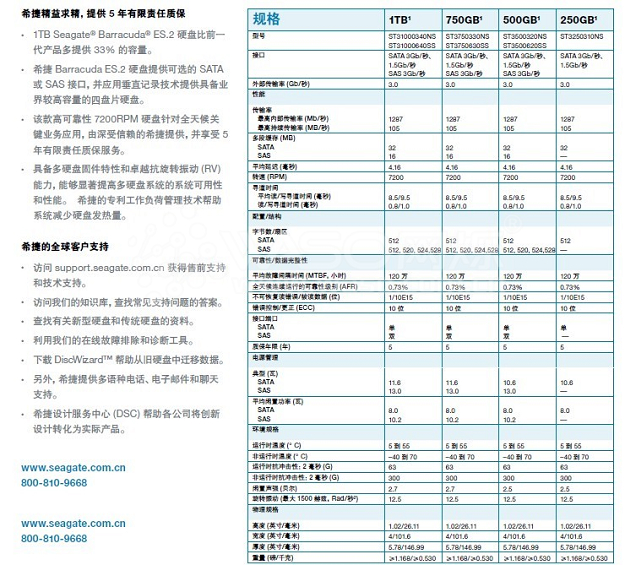 希捷精益求精，提供 5 年有限责任质保
· 1TB Seagate® Barracuda® ES.2 硬盘比前一
代产品多提供 33% 的容量。
· 希捷 Barracuda ES.2 硬盘提供可选的 SATA
或 SAS 接口，并应用垂直记录技术提供具备业
界较高容量的四盘片硬盘。
· 该款高可靠性 7200RPM 硬盘针对全天候关
键业务应用，由深受信赖的希捷提供，并享受 5
年有限责任质保服务。
· 具备多硬盘固件特性和卓越抗旋转振动 (RV)
能力，能够显著提高多硬盘系统的系统可用性
和性能。 希捷的专利工作负荷管理技术帮助
系统减少硬盘发热量。
希捷的全球客户支持
· 访问 support.seagate.com.cn 获得售前支持
和技术支持。
· 访问我们的知识库，查找常见支持问题的答案。
· 查找有关新型硬盘和传统硬盘的资料。
· 利用我们的在线故障排除和诊断工具。
· 下载 DiscWizard™ 帮助从旧硬盘中迁移数据。
· 另外，希捷提供多语种电话、电子邮件和聊天
支持。
· 希捷设计服务中心 (DSC) 帮助各公司将创新
设计转化为实际产品。
www.seagate.com.cn
800-810-9668
www.seagate.com.cn
800-810-9668
规格 1TB¹ 750GB¹ 500GB¹ 250GB¹
型号 ST31000340NS ST3750330NS ST3500320NS ST3250310NS
ST31000640SS ST3750630SS ST3500620SS
接口 SATA 3Gb/秒、 SATA 3Gb/秒、 SATA 3Gb/秒、 SATA 3Gb/秒、
1.5Gb/秒 1.5Gb/秒 1.5Gb/秒 1.5Gb/秒
SAS 3Gb/秒 SAS 3Gb/秒 SAS 3Gb/秒
外部传输率 (Gb/秒) 3.0 3.0 3.0 3.0
性能
传输率
最高内部传输率 (Mb/秒) 1287 1287 1287 1287
最高持续传输率 (MB/秒) 105 105 105 105
多段缓存 (MB)
SATA 32 32 32 32
SAS 16 16 16 —
平均延迟 (毫秒) 4.16 4.16 4.16 4.16
转速 (RPM) 7200 7200 7200 7200
寻道时间
平均读/写寻道时间 (毫秒) 8.5/9.5 8.5/9.5 8.5/9.5 8.5/9.5
读/写寻道时间 (毫秒) 0.8/1.0 0.8/1.0 0.8/1.0 0.8/1.0
配置/结构
字节数/扇区
SATA 512 512 512 512
SAS 512, 520, 524,528 512, 520, 524,528 512, 520, 524,528 —
可靠性/数据完整性
平均故障间隔时间 (MTBF, 小时) 120 万 120 万 120 万 120 万
全天候连续运行的可靠性级别 (AFR) 0.73% 0.73% 0.73% 0.73%
不可恢复读错误/被读数据 (位) 1/10E15 1/10E15 1/10E15 1/10E15
错误控制/更正 (ECC) 10 位 10 位 10 位 10 位
接口端口
SATA 单 单 单 单
SAS 双 双 双 —
质保年限 (年) 5 5 5 5
电源管理
典型 (瓦)
SATA 11.6 11.6 11.6 10.6
SAS 13.0 13.0 13.0 —
平均闲置功率 (瓦)
SATA 8.0 8.0 8.0 8.0
SAS 10.2 10.2 10.2 —
环境规格
运行时温度 (° C) 5 到 55 5 到 55 5 到 55 5 到 55
非运行时温度 (° C) –40 到 70 –40 到 70 –40 到 70 –40 到 70
运行时抗冲击性: 2 毫秒 (G) 63 63 63 63
非运行时抗冲击性: 2 毫秒 (G) 300 300 300 300
闲置声强 (贝尔) 2.7 2.7 2.5 2.5
旋转振动 (最大 1500 赫兹, Rad/秒²) 12.5 12.5 12.5 12.5
物理规格
高度 (英寸/毫米) 1.02/26.11 1.02/26.11 1.02/26.11 1.02/26.11
宽度 (英寸/毫米) 4/101.6 4/101.6 4/101.6 4/101.6
厚度 (英寸/毫米) 5.78/146.99 5.78/146.99 5.78/146.99 5.78/146.99
重量 (磅/千克) ≥1.168/≥0.530 ≥1.168/≥0.530 ≥1.168/≥0.530 ≥1.168/≥0.530